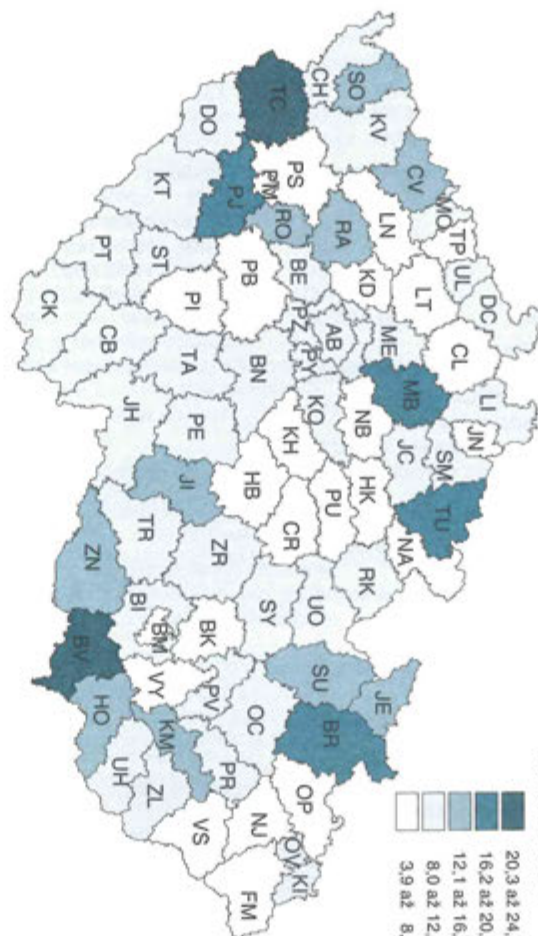 20,3 až 24,
16,2 až 20,
12,1 až 16,
8,0 až 12,
3,9 až 8,
DC
LI
UL
JN
TP
CL
SM
TU
MO
LT
JC
NA
CV
MB
LN
ME
NB
HK
RK
JE
SO
KV
KD
AB
KO
PU
UO
SU
BR
CH
RA
PY
KH
CR
SY
OC
OP
PS
RO
BE
PZ
BN
HB
TC
PM
PB
ZR
BK
PV
PR
NJ
OV
KI
DO
PJ
PE
JI
BM
KM
VS
FM
KT
ST
PI
TA
TR
BI
VY
ZL
PT
CB
JH
ZN
BV
HO
UH
CK